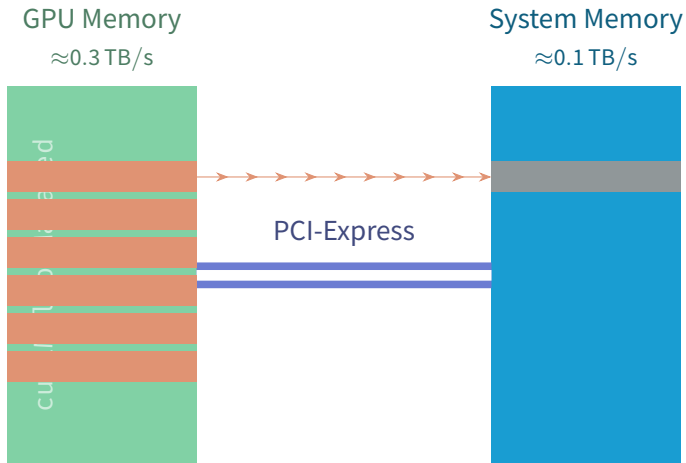 GPU Memory
≈0.3 TB/s
System Memory
≈0.1 TB/s
PCI-Express